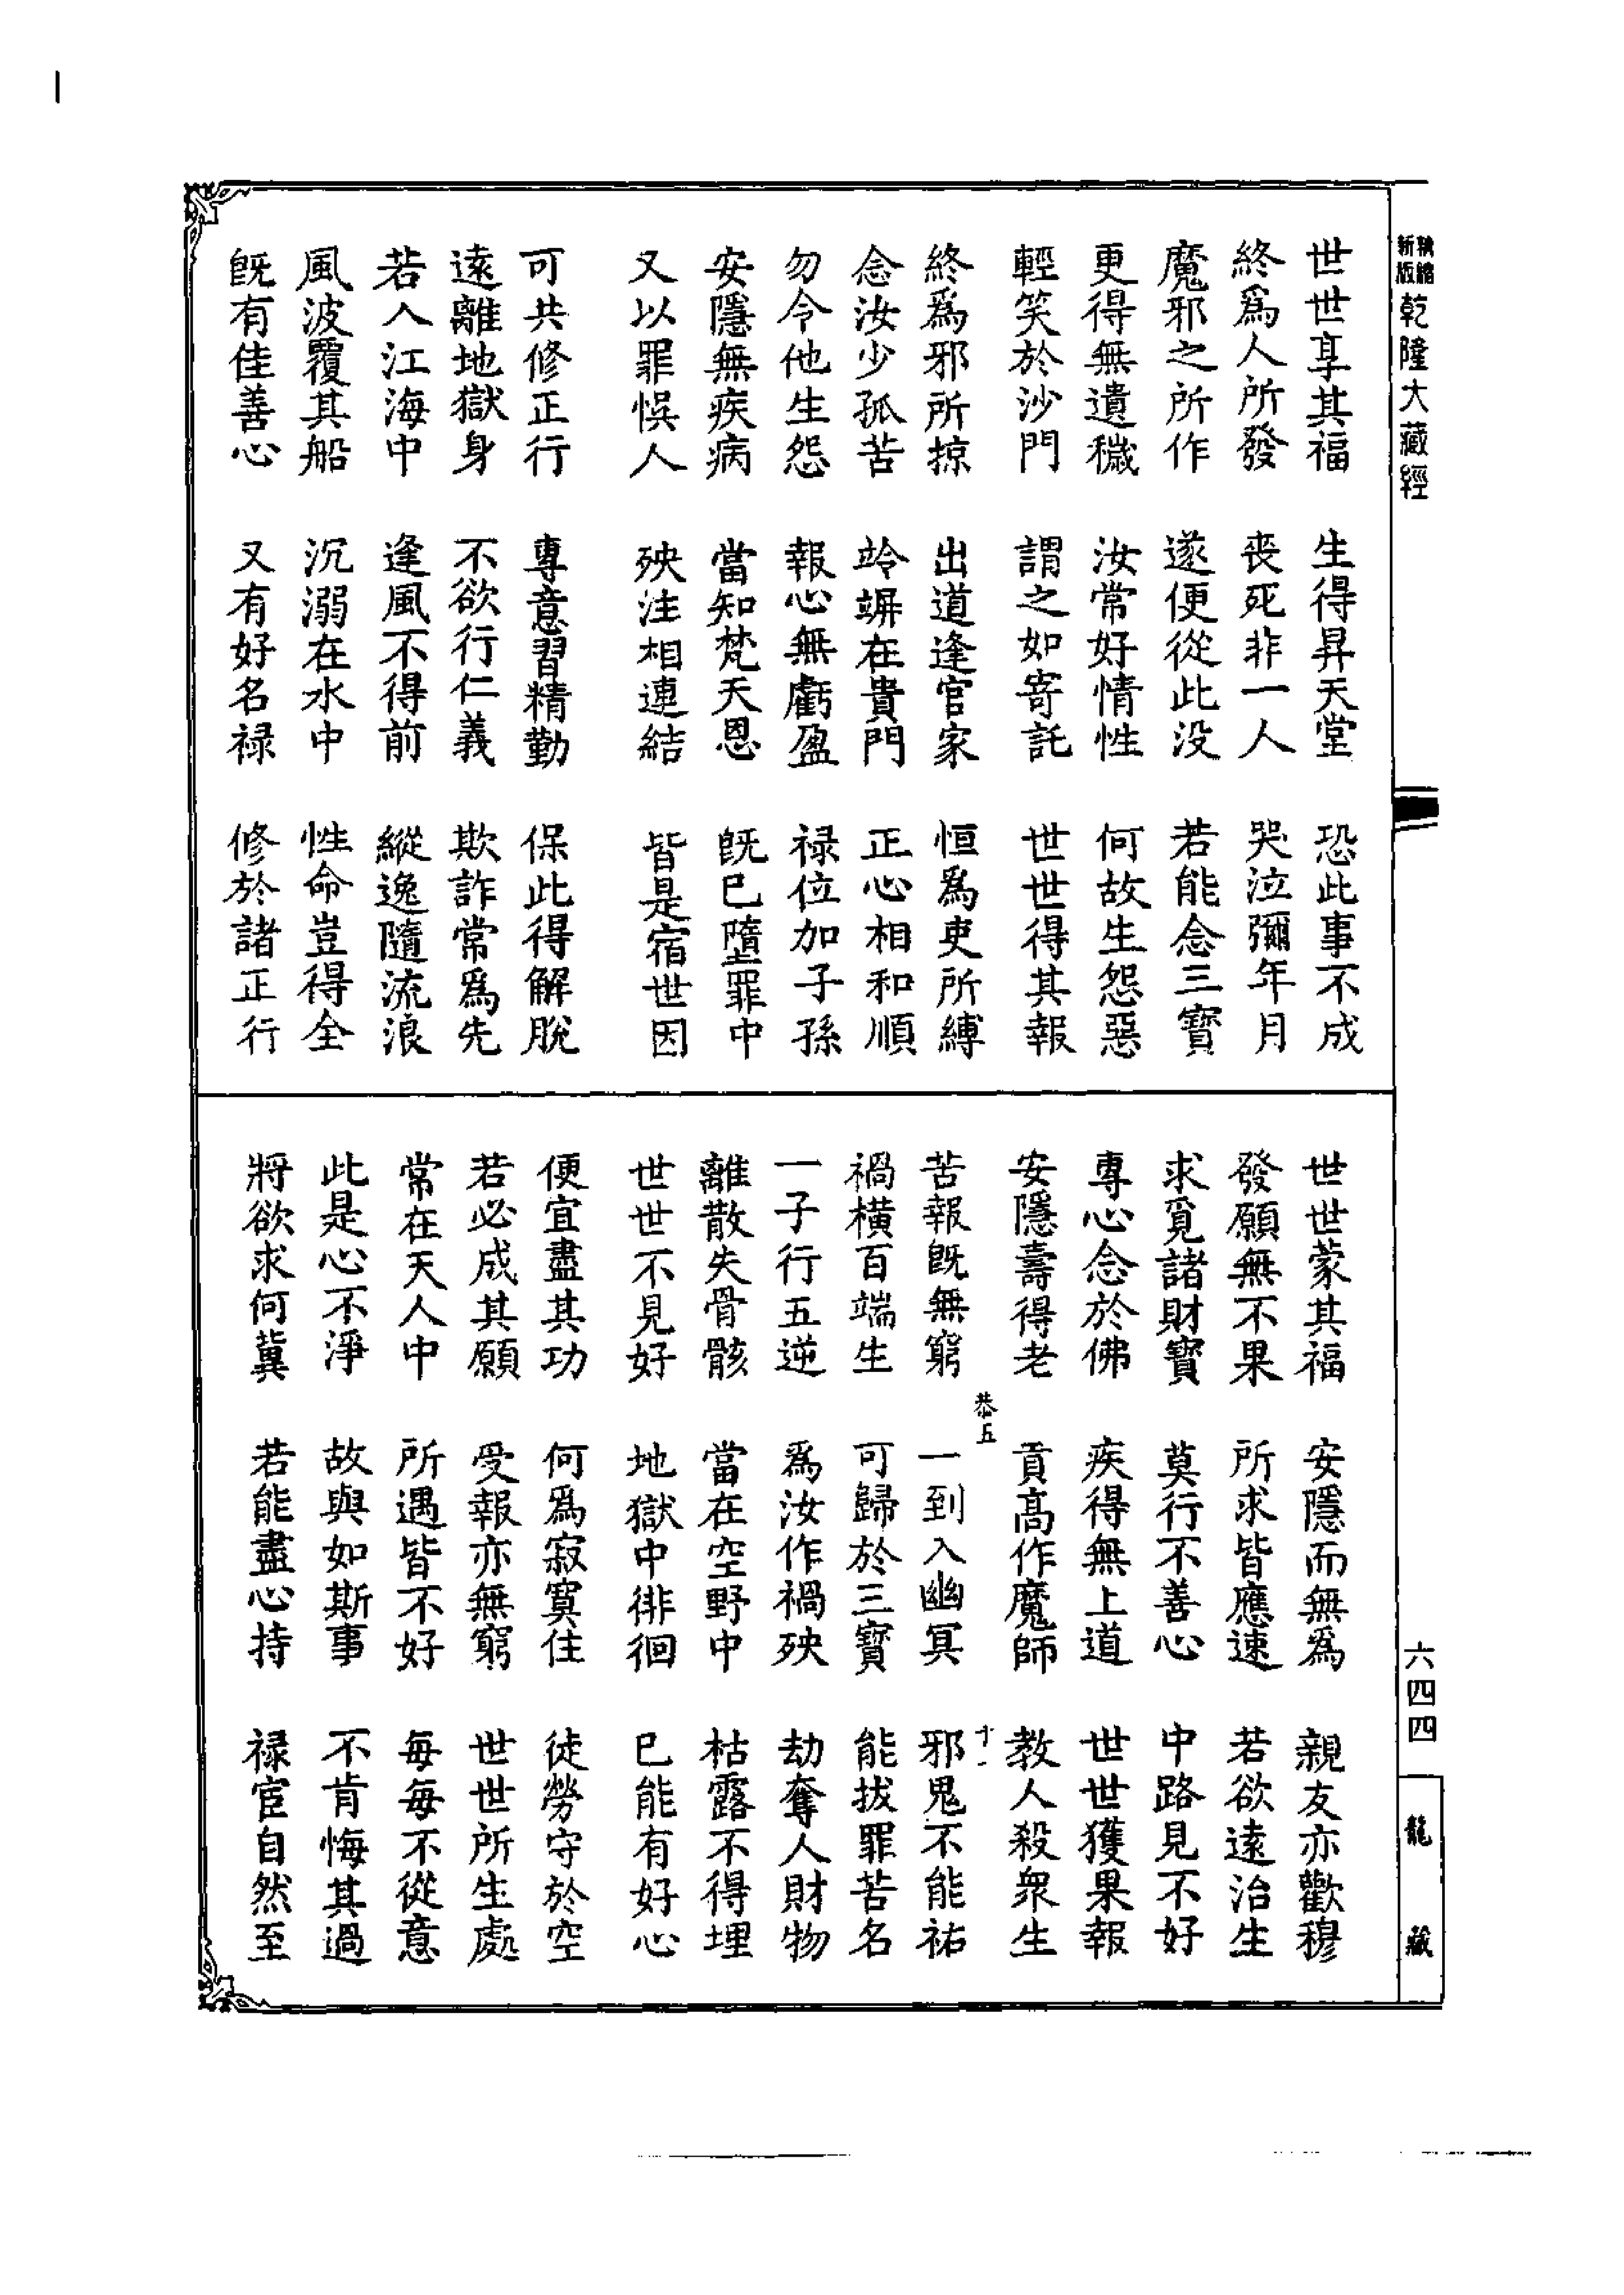 新版精縮乾隆大藏經
世世享其福　生得昇天堂　恐此事不成
終爲人所發　喪死非一人　哭泣彌年月
魔邪之所作　遂便從此没　若能念三寶
更得無遺穢　汝常好情性　何故生怨惡
輕笑於沙門　謂之如寄託　世世得其報
終爲邪所掠　出道逢官家　恒爲吏所縛
念汝少孤苦　竛竮在貴門　正心相和順
勿令他生怨　報心無虧盈　禄位加子孫
安隱無疾病　當知梵天恩　旣已墮罪中
又以罪悞人　殃注相連結　皆是宿世因
可共修正行　專意習精勤　保此得解脫
遠離地獄身　不欲行仁義　欺詐常爲先
若人江海中　逢風不得前　縱逸隨流浪
風波覆其船　沉溺在水中　性命豈得全
旣有佳善心　又有好名禄　修於諸正行
世世蒙其福　安隱而無爲　親友亦歡穆
發願無不果　所求皆應速　若欲遠治生
求覓諸財寶　莫行不善心　中路見不好
專心念於佛　疾得無上道　世世獲果報
安隱壽得老　貢高作魔師　教人殺衆生
恭五　十一
苦報旣無窮　一到入幽冥　邪鬼不能祐
禍橫百端生　可歸於三寶　能拔罪苦名
一子行五逆　爲汝作禍殃　劫奪人財物
離散失骨骸　當在空野中　枯露不得埋
世世不見好　地獄中徘徊　已能有好心
便宜盡其功　何爲寂寞住　徒勞守於空
若必成其願　受報亦無窮　世世所生處
常在天人中　所遇皆不好　每每不從意
此是心不淨　故與如斯事　不肯悔其過
將欲求何冀　若能盡心持　禄宦自然至
六四四
龍藏